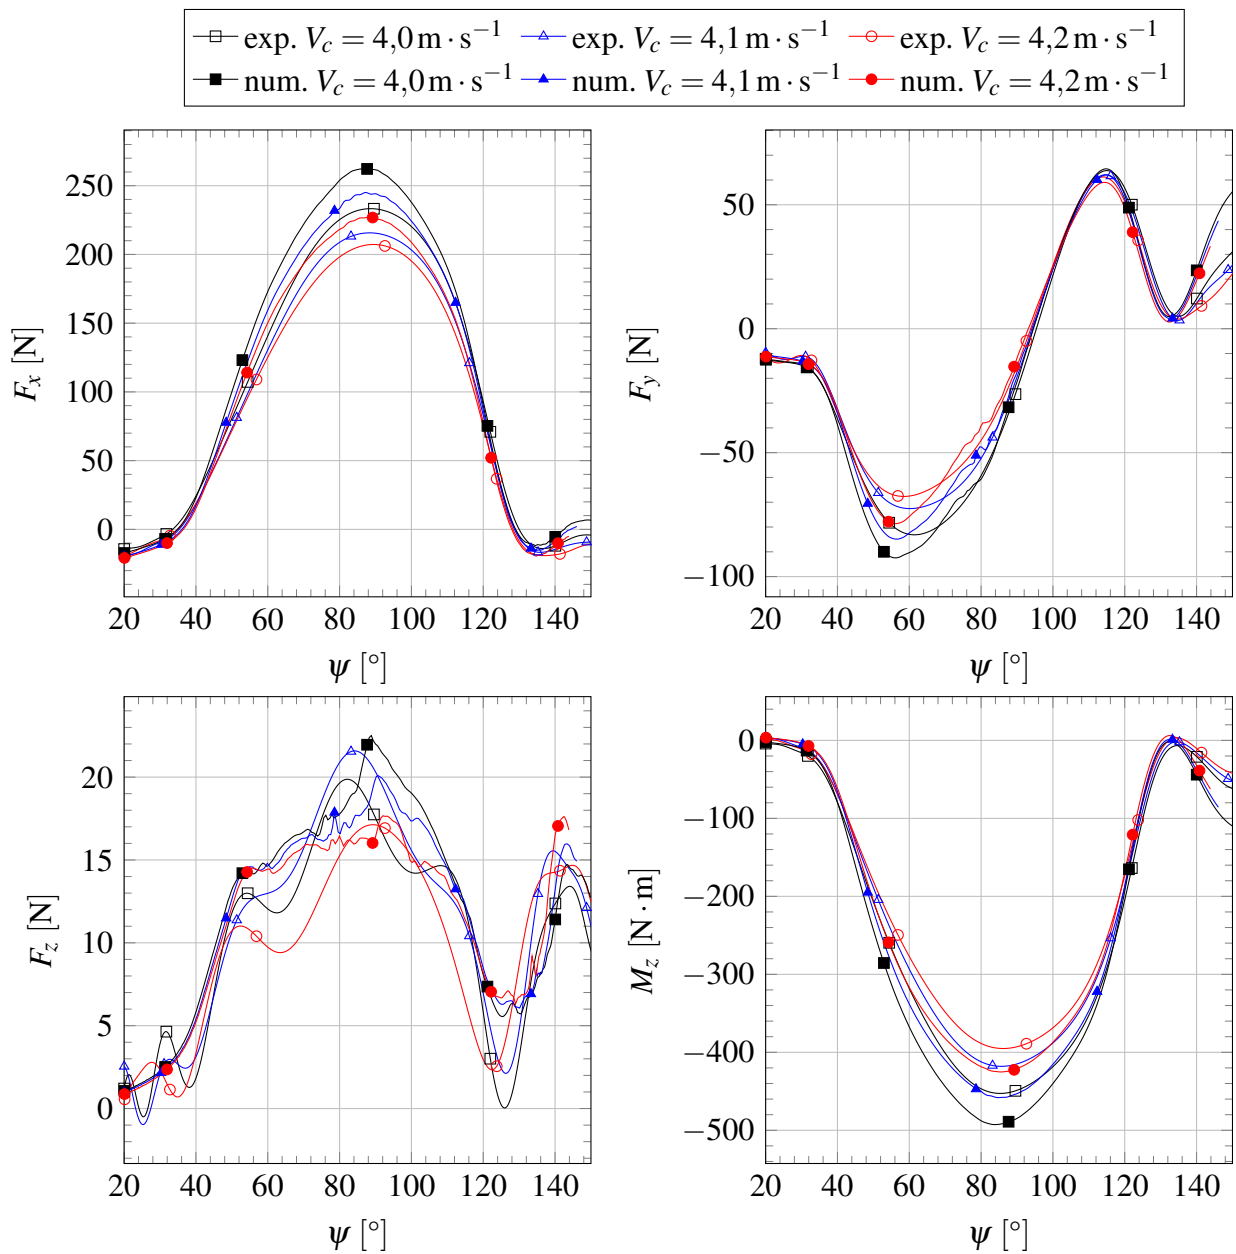 exp. V_c = 4,0 m · s⁻¹ exp. V_c = 4,1 m · s⁻¹ exp. V_c = 4,2 m · s⁻¹
num. V_c = 4,0 m · s⁻¹ num. V_c = 4,1 m · s⁻¹ num. V_c = 4,2 m · s⁻¹
250
200
150
100
50
0
F_x [N]
20 40 60 80 100 120 140
ψ [°]
50
0
−50
−100
F_y [N]
20 40 60 80 100 120 140
ψ [°]
20
15
10
5
0
F_z [N]
20 40 60 80 100 120 140
ψ [°]
0
−100
−200
−300
−400
−500
M_z [N · m]
20 40 60 80 100 120 140
ψ [°]